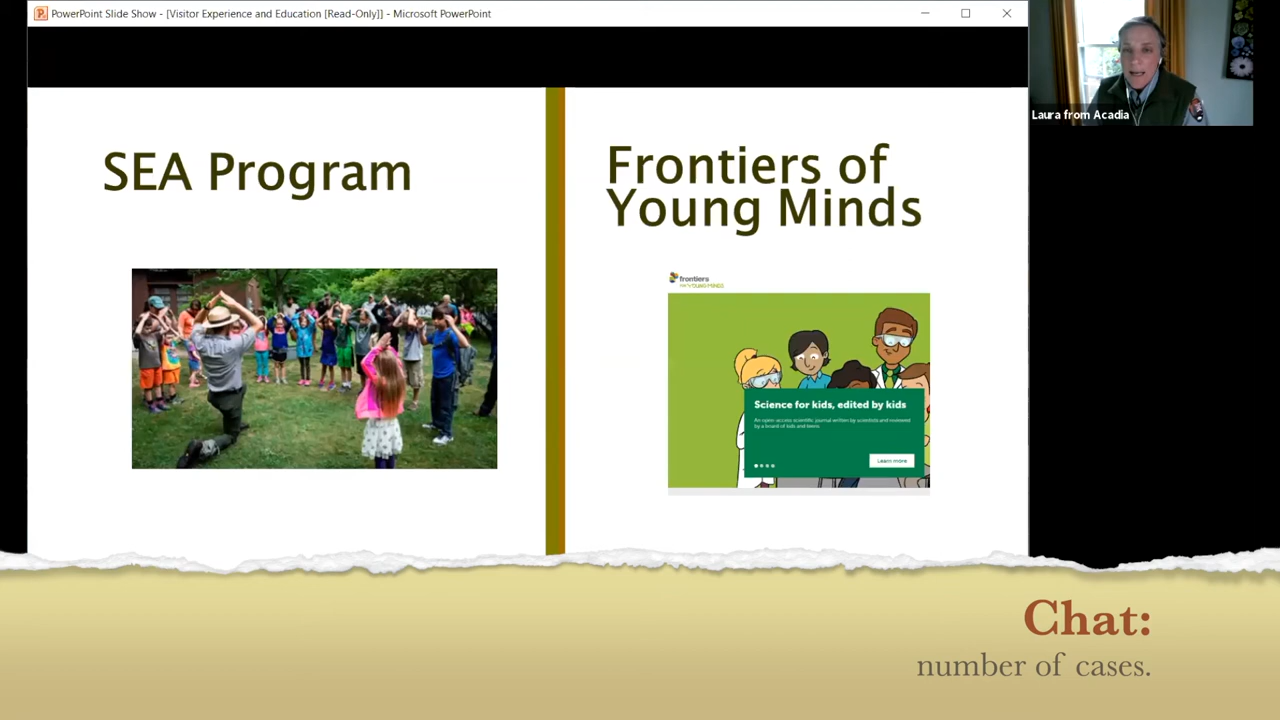 PowerPoint Slide Show - [Visitor Experience and Education [Read-Only]] - Microsoft PowerPoint
Laura from Acadia
SEA Program
Frontiers of
Young Minds
frontiers
FOR YOUNG MINDS
Science for kids, edited by kids
An open-access scientific journal written by scientists and reviewed
by a board of kids and teens.
Learn more
Chat:
number of cases.